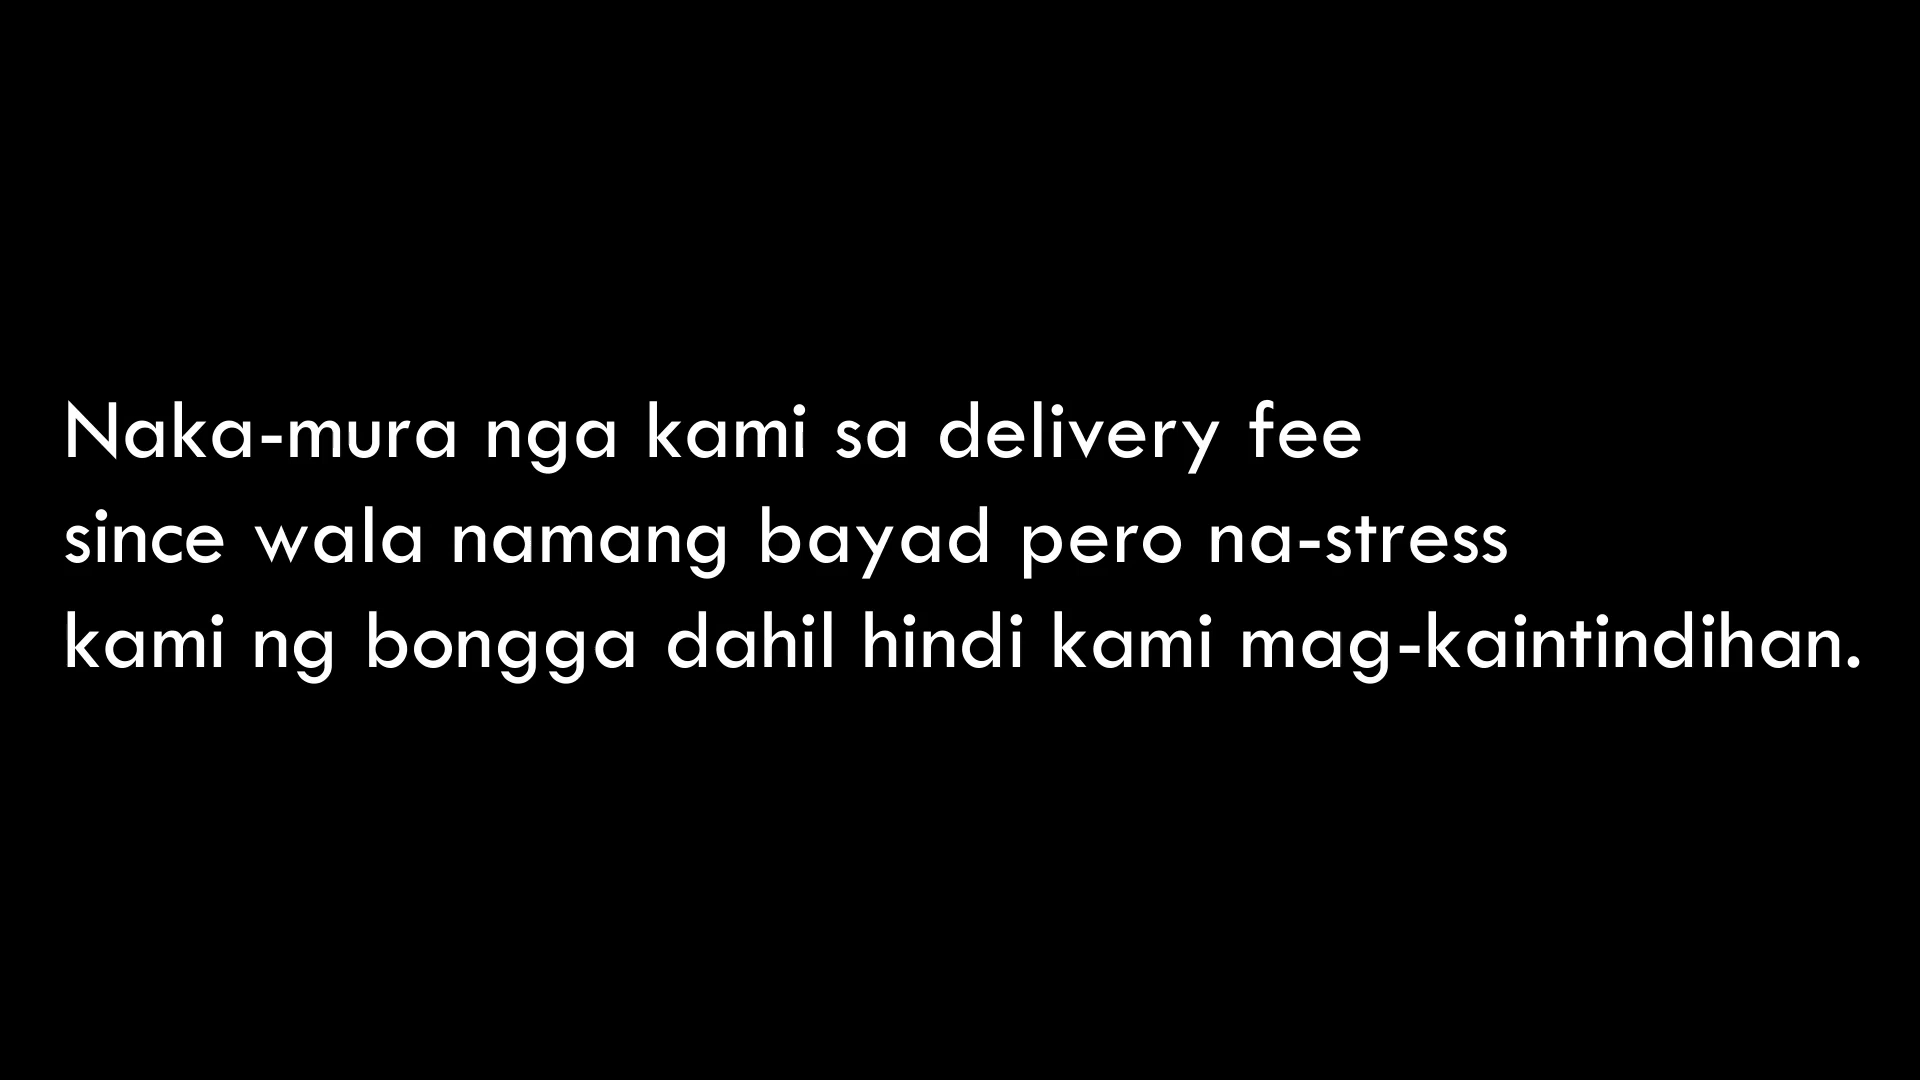 Naka-mura nga kami sa delivery fee
since wala namang bayad pero na-stress
kami ng bongga dahil hindi kami mag-kaintindihan.